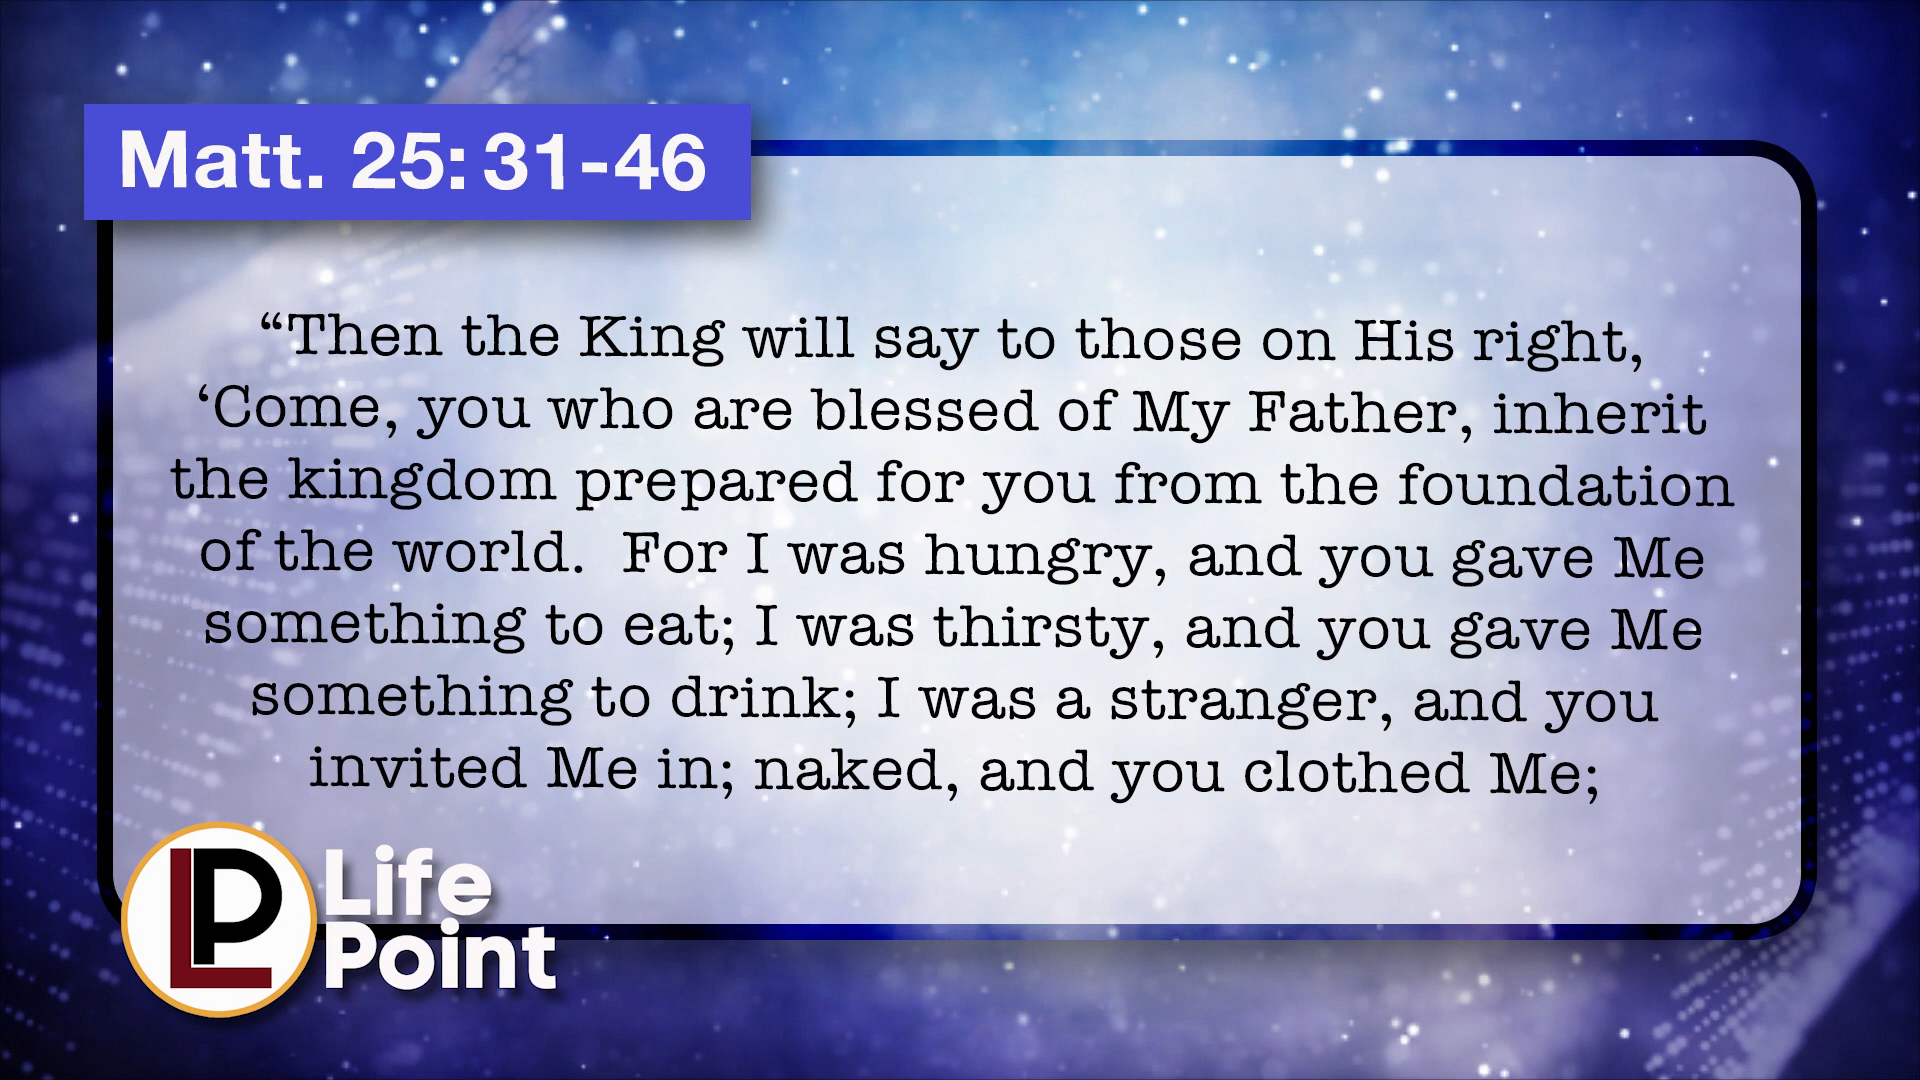 Matt. 25: 31-46
“Then the King will say to those on His right,
‘Come, you who are blessed of My Father, inherit
the kingdom prepared for you from the foundation
of the world.  For I was hungry, and you gave Me
something to eat; I was thirsty, and you gave Me
something to drink; I was a stranger, and you
invited Me in; naked, and you clothed Me;
LP
Life
Point